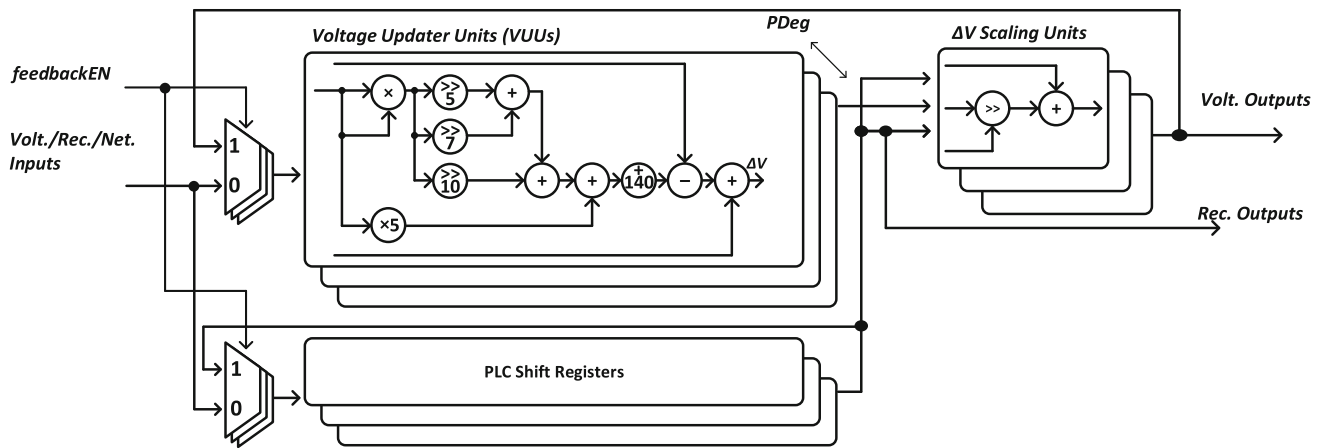 PDeg
Voltage Updater Units (VUUs)
ΔV Scaling Units
feedbackEN
Volt./Rec./Net.
Inputs
1
0
×
>>
5
+
>>
7
>>
10
+
+
+
140
−
+
ΔV
×5
>>
+
Volt. Outputs
Rec. Outputs
1
0
PLC Shift Registers